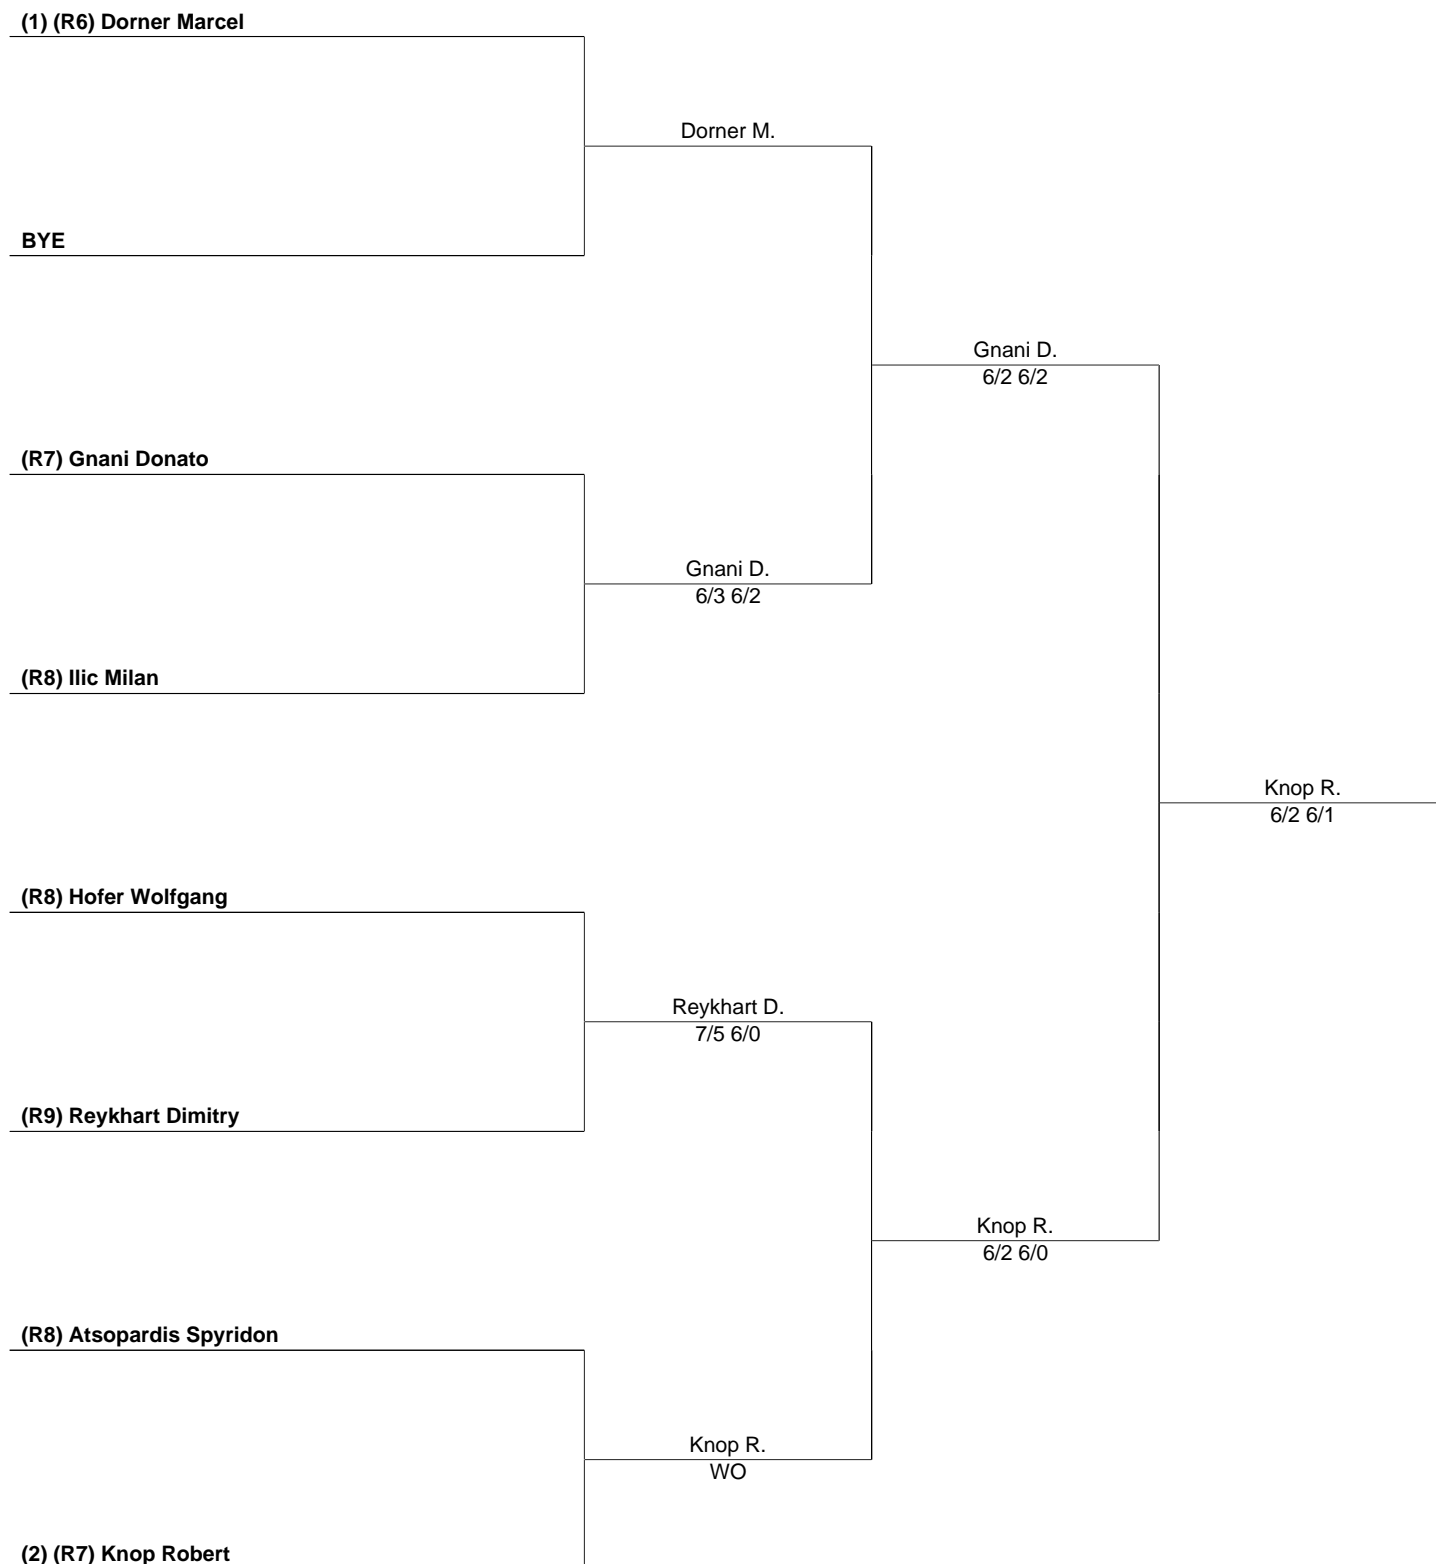 (1) (R6) Dorner Marcel
Dorner M.
BYE
Gnani D.
6/2 6/2
(R7) Gnani Donato
Gnani D.
6/3 6/2
(R8) Ilic Milan
Knop R.
6/2 6/1
(R8) Hofer Wolfgang
Reykhart D.
7/5 6/0
(R9) Reykhart Dimitry
Knop R.
6/2 6/0
(R8) Atsopardis Spyridon
Knop R.
WO
(2) (R7) Knop Robert